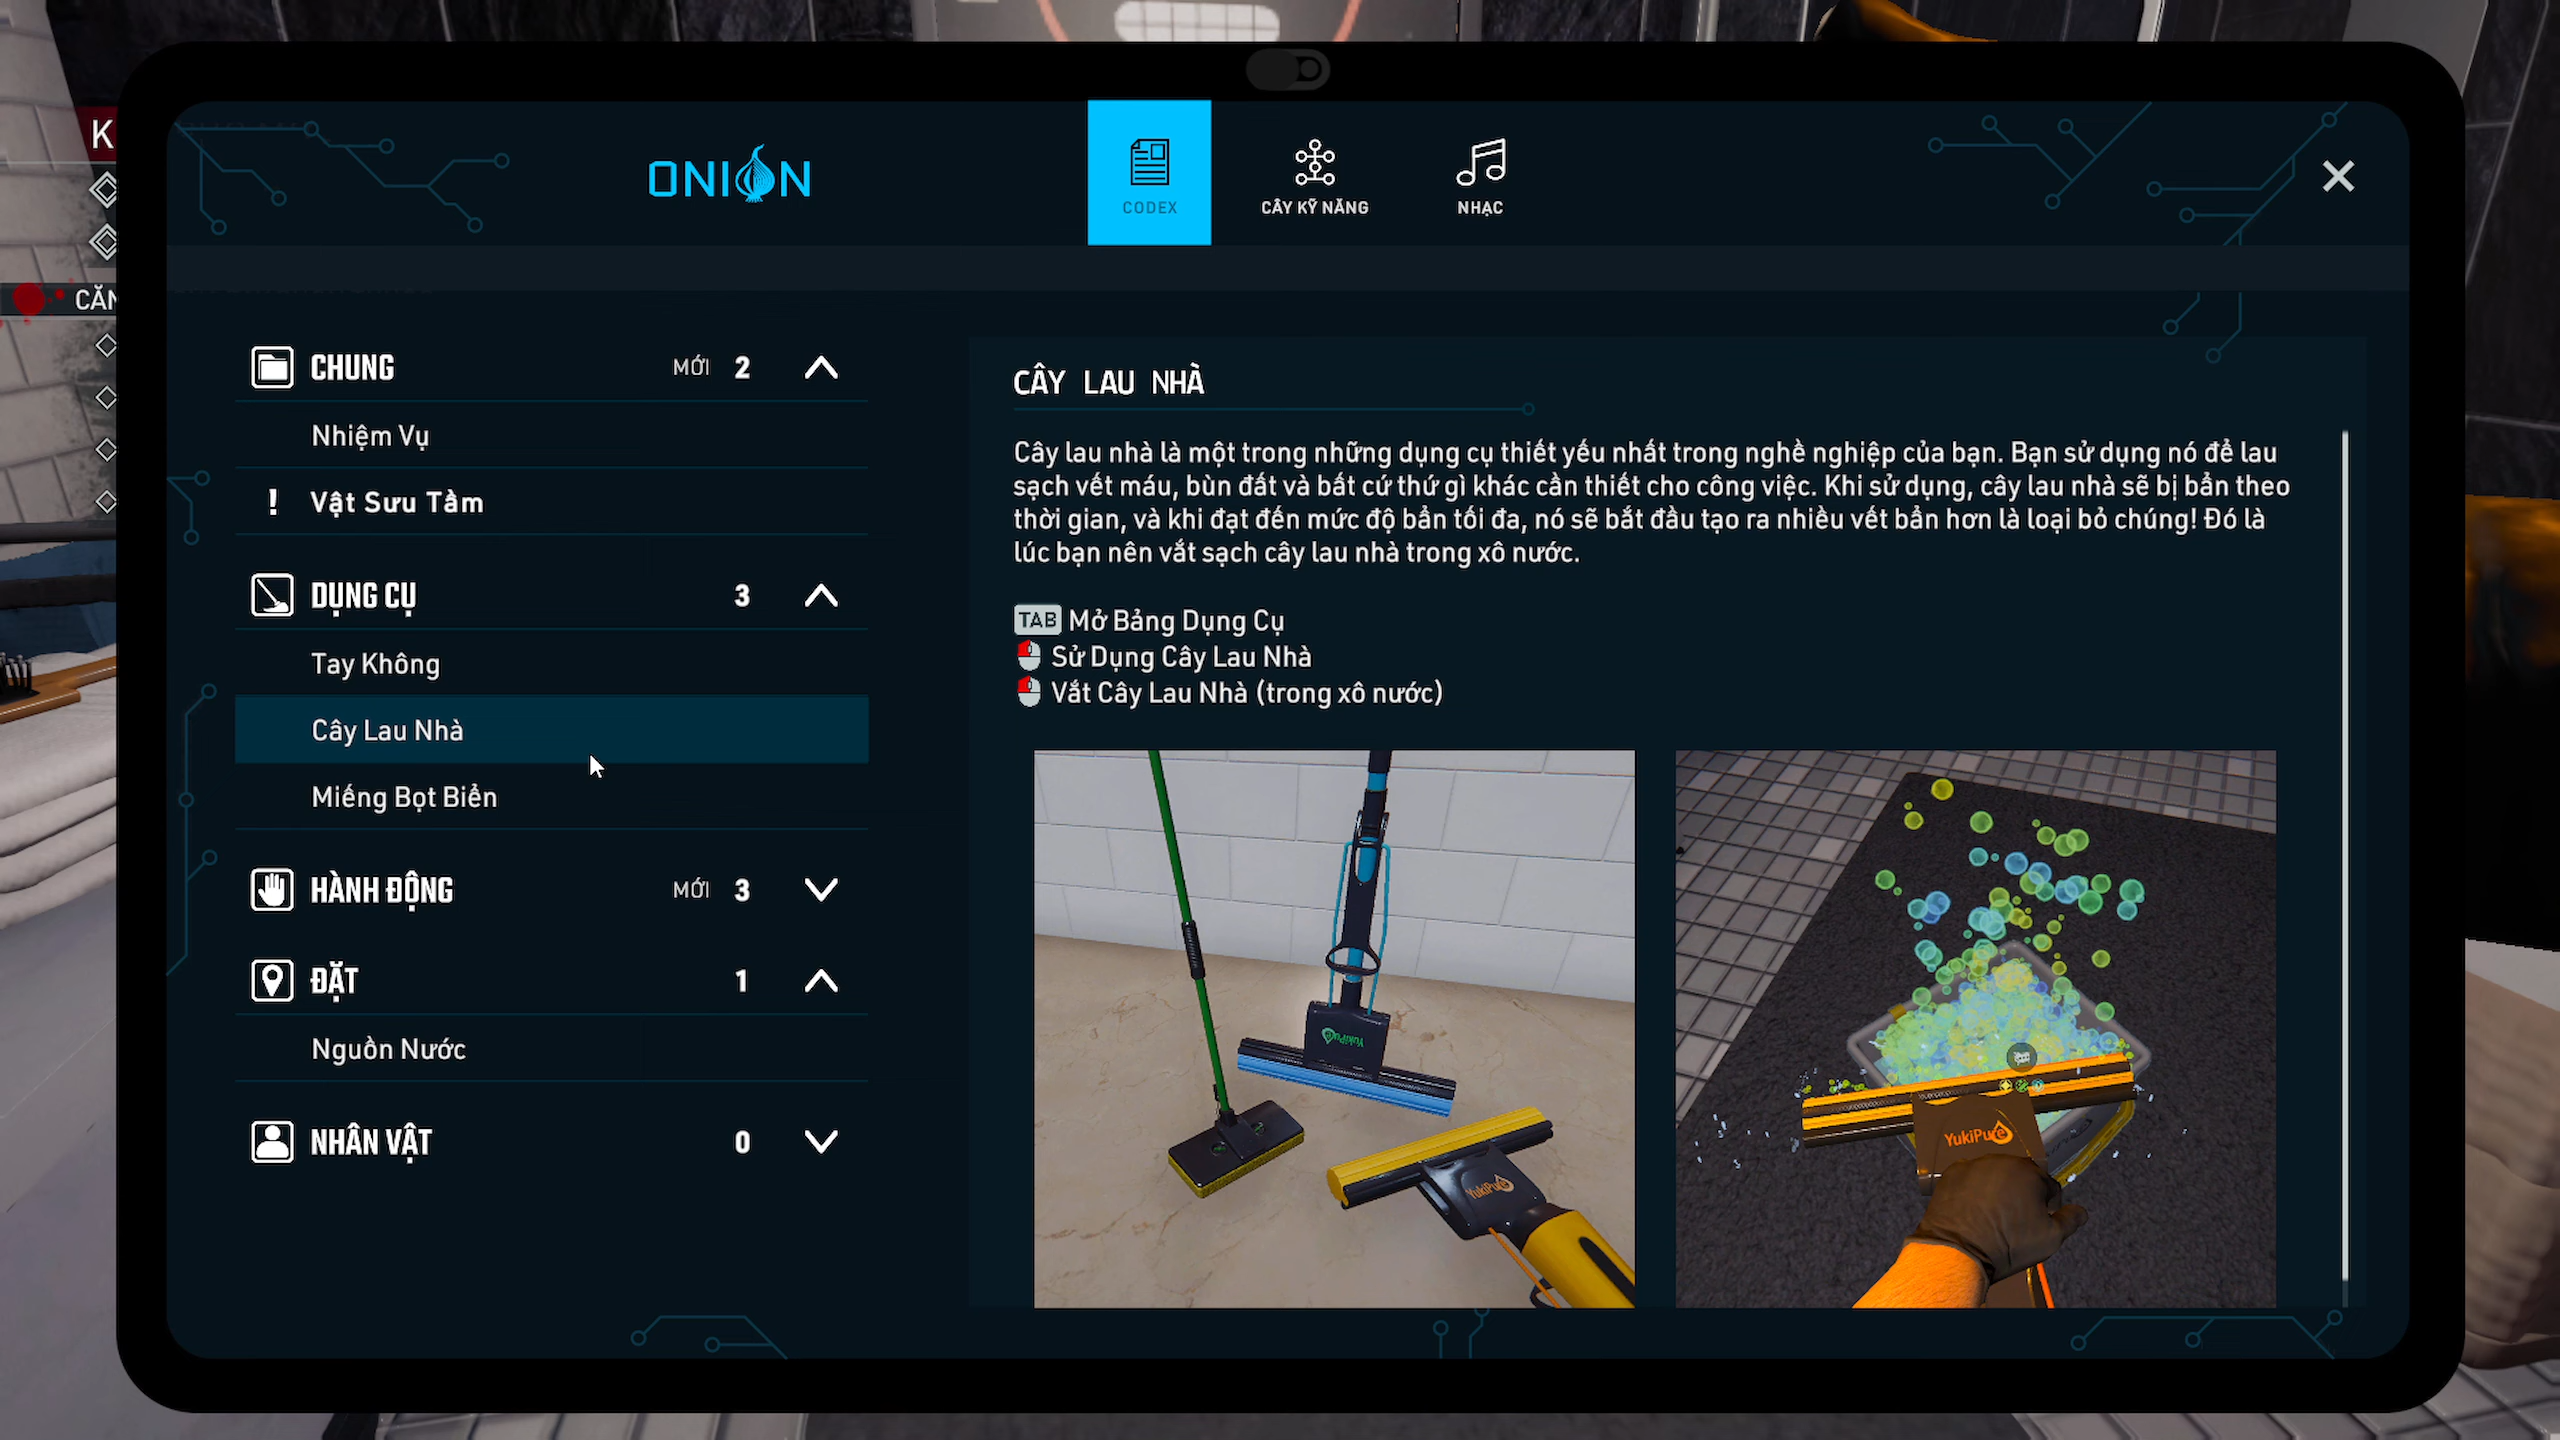 ONION
CODEX
CÂY KỸ NĂNG
NHẠC
K
CĂN
CHUNG MỚI 2
Nhiệm Vụ
! Vật Sưu Tầm
DỤNG CỤ 3
Tay Không
Cây Lau Nhà
Miếng Bọt Biển
HÀNH ĐỘNG MỚI 3
ĐẶT 1
Nguồn Nước
NHÂN VẬT 0
CÂY LAU NHÀ
Cây lau nhà là một trong những dụng cụ thiết yếu nhất trong nghề nghiệp của bạn. Bạn sử dụng nó để lau
sạch vết máu, bùn đất và bất cứ thứ gì khác cần thiết cho công việc. Khi sử dụng, cây lau nhà sẽ bị bẩn theo
thời gian, và khi đạt đến mức độ bẩn tối đa, nó sẽ bắt đầu tạo ra nhiều vết bẩn hơn là loại bỏ chúng! Đó là
lúc bạn nên vắt sạch cây lau nhà trong xô nước.
TAB Mở Bảng Dụng Cụ
Sử Dụng Cây Lau Nhà
Vắt Cây Lau Nhà (trong xô nước)
YukiPure
YukiPure
YukiPure